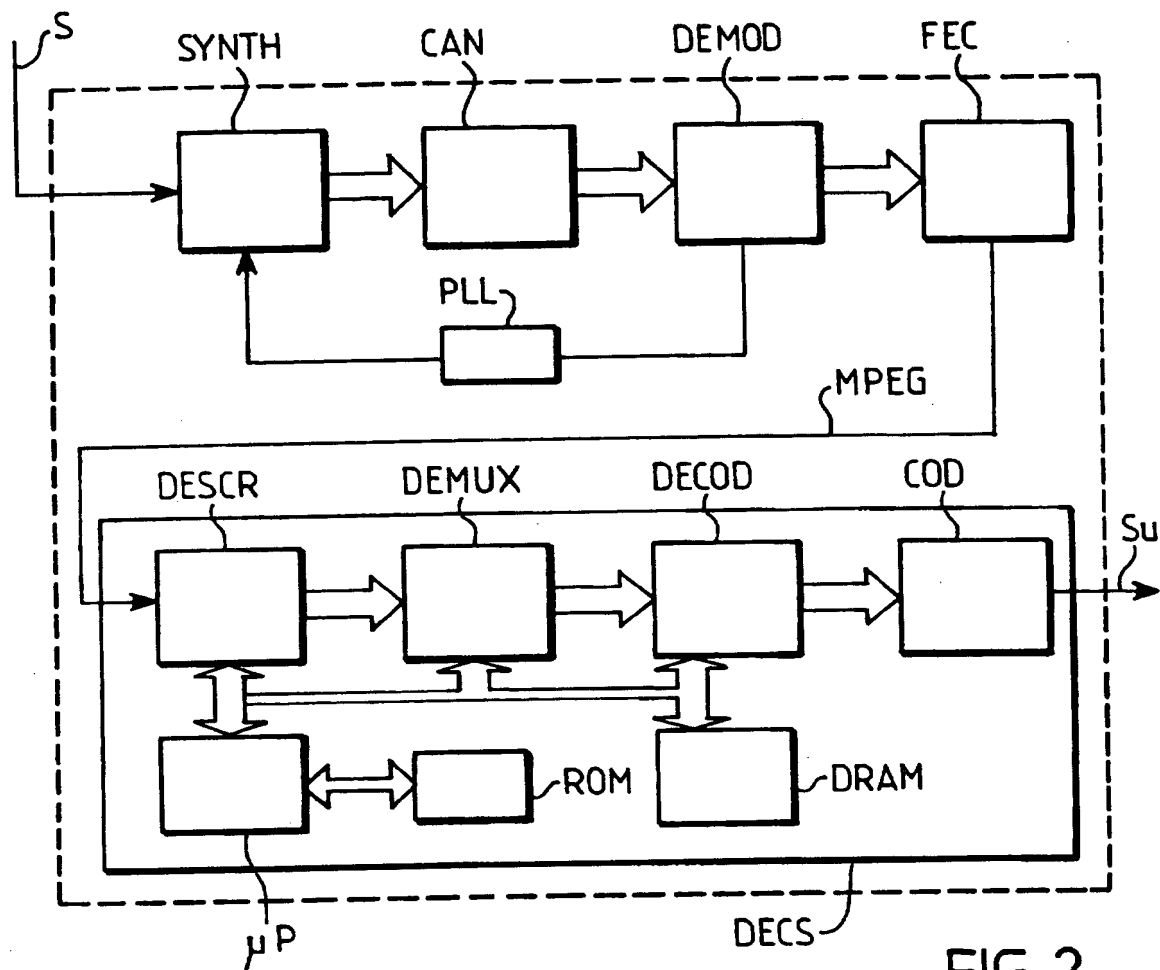 S
SYNTH
CAN
DEMOD
FEC
PLL
MPEG
DESCR
DEMUX
DECOD
COD
Su
ROM
DRAM
µP
DECS
FIG. 2